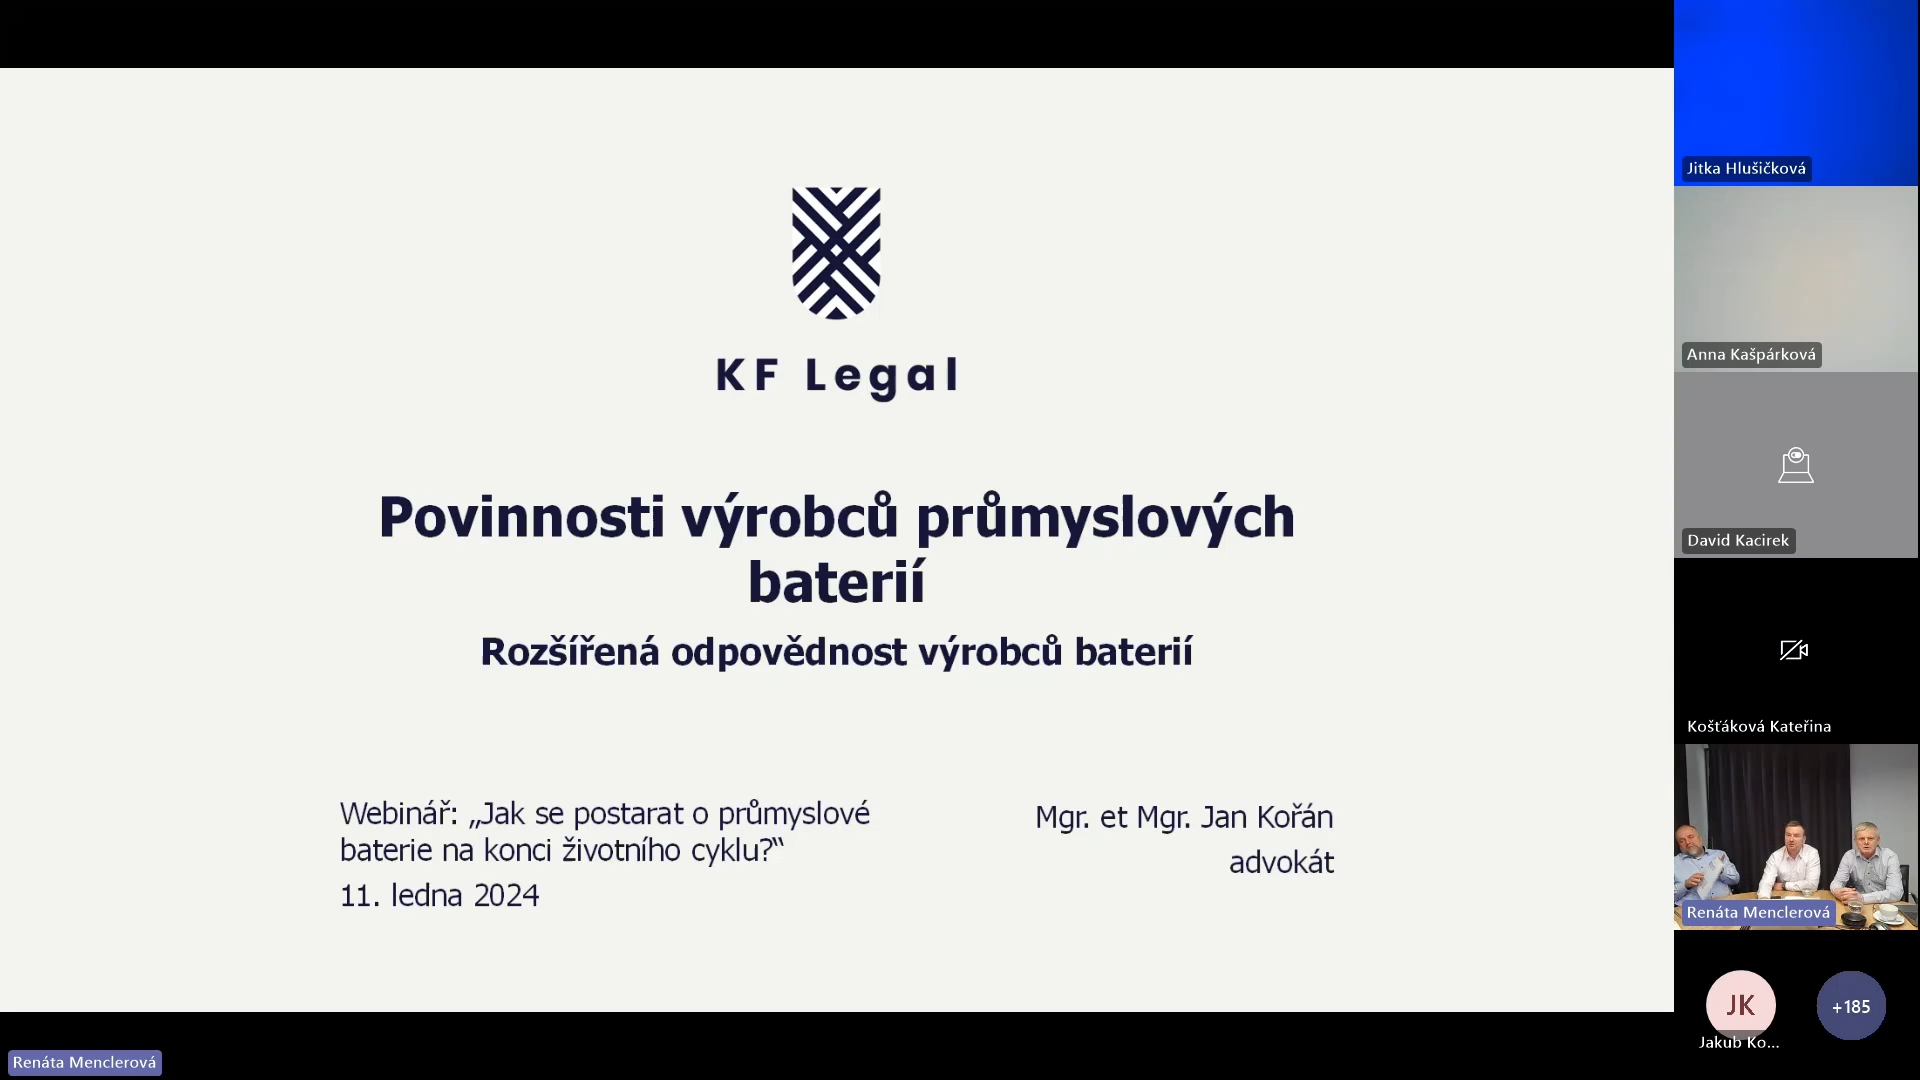 KF Legal
Povinnosti výrobců průmyslových
baterií
Rozšířená odpovědnost výrobců baterií
Webinář: „Jak se postarat o průmyslové
baterie na konci životního cyklu?“
11. ledna 2024
Mgr. et Mgr. Jan Kořán
advokát
Jitka Hlušičková
Anna Kašpárková
David Kacirek
Košťáková Kateřina
Renáta Menclerová
JK
Jakub Ko...
+185
Renáta Menclerová